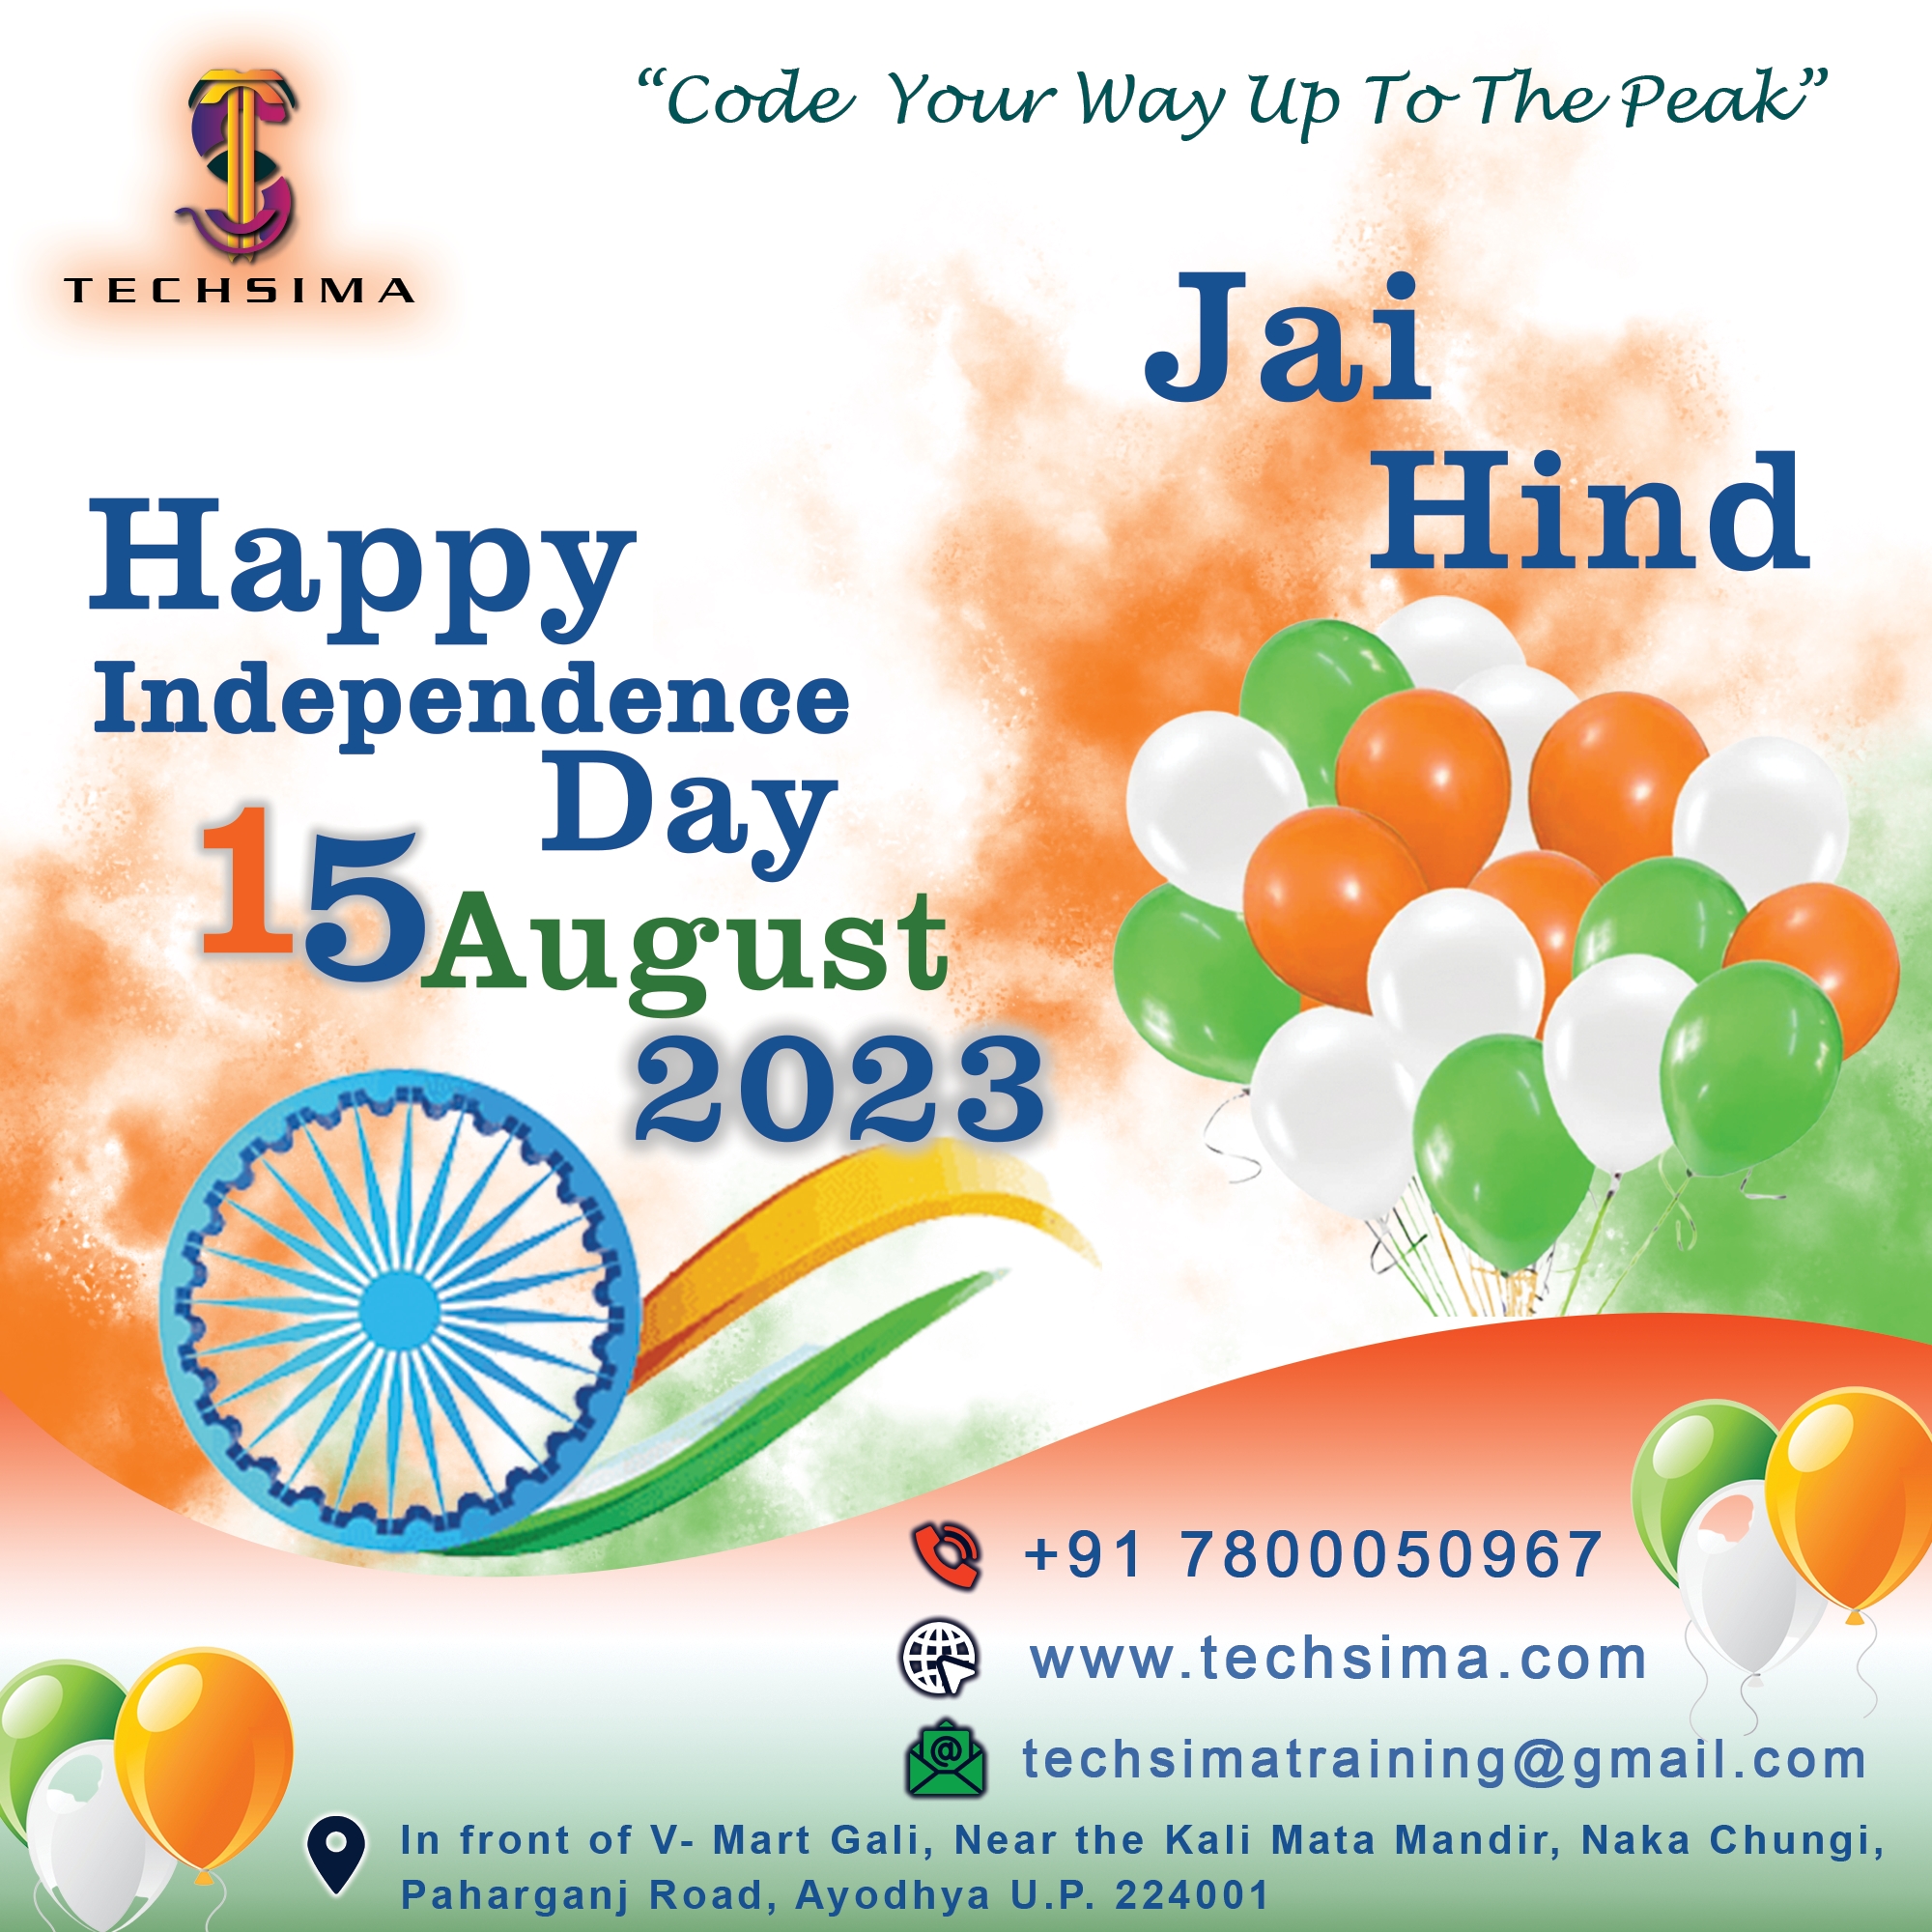 “Code Your Way Up To The Peak”
TECHSIMA
Jai
Hind
Happy
Independence
Day
15 August
2023
+91 7800050967
www.techsima.com
techsimatraining@gmail.com
In front of V- Mart Gali, Near the Kali Mata Mandir, Naka Chungi,
Paharganj Road, Ayodhya U.P. 224001